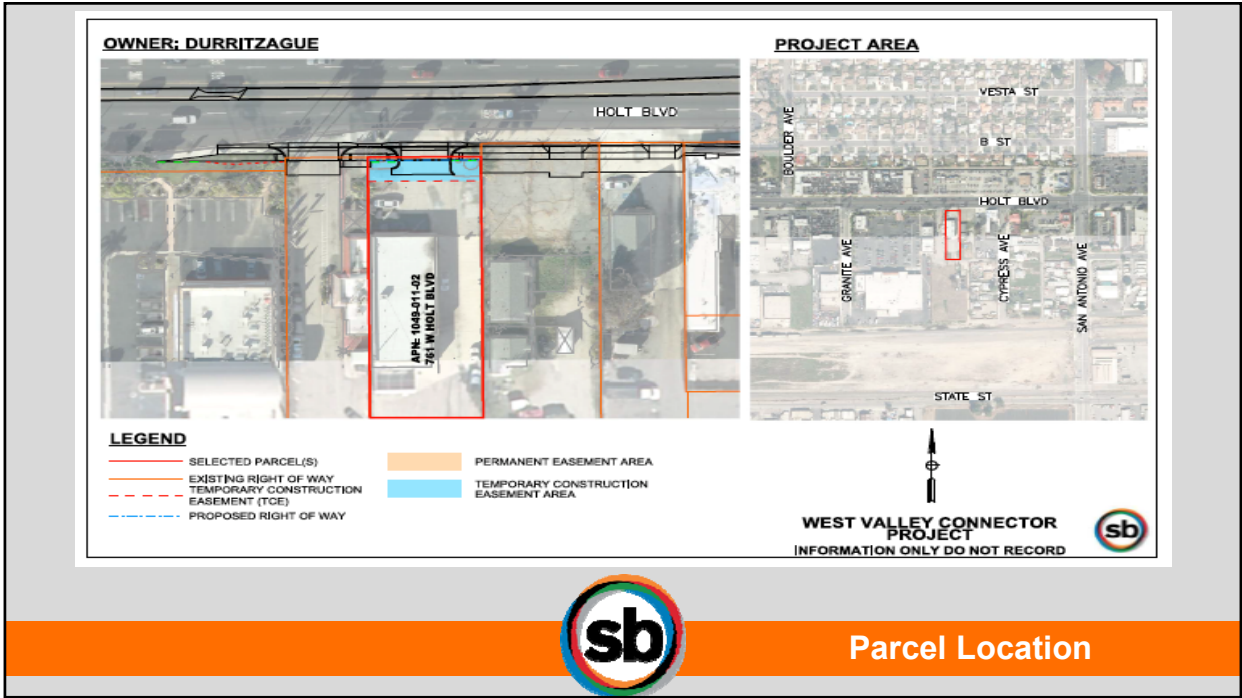 OWNER; DURRITZAGUE
PROJECT AREA
HOLT BLVD
APN: 1049-011-02
761 W HOLT BLVD
VESTA ST
BOULDER AVE
B ST
HOLT BLVD
GRANITE AVE
CYPRESS AVE
SAN ANTONIO AVE
STATE ST
LEGEND
SELECTED PARCEL(S)
EXISTING RIGHT OF WAY
TEMPORARY CONSTRUCTION
EASEMENT (TCE)
PROPOSED RIGHT OF WAY
PERMANENT EASEMENT AREA
TEMPORARY CONSTRUCTION
EASEMENT AREA
WEST VALLEY CONNECTOR
PROJECT
INFORMATION ONLY DO NOT RECORD
sb
sb
Parcel Location